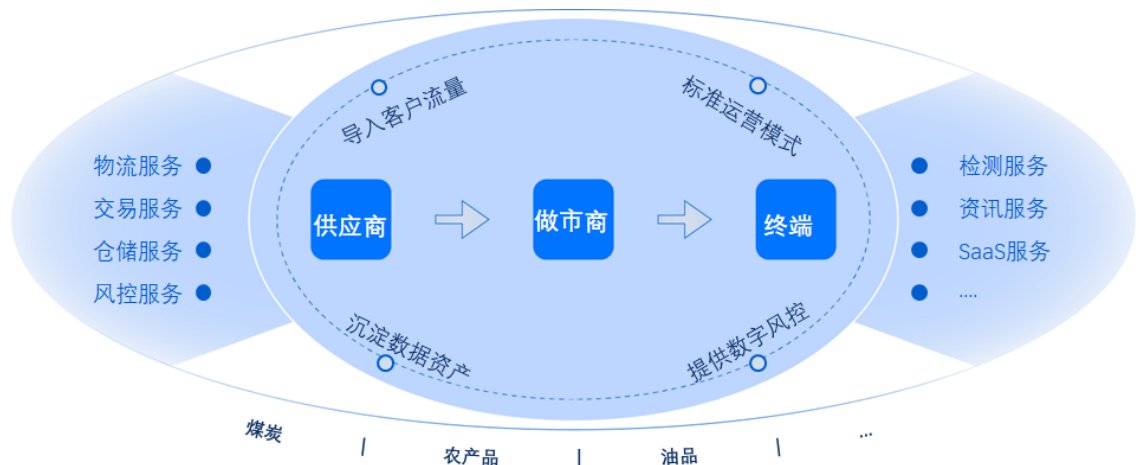 导入客户流量
标准运营模式
物流服务
交易服务
仓储服务
风控服务
供应商
做市商
终端
检测服务
资讯服务
SaaS服务
....
沉淀数据资产
提供数字风控
煤炭 | 农产品 | 油品 | ...